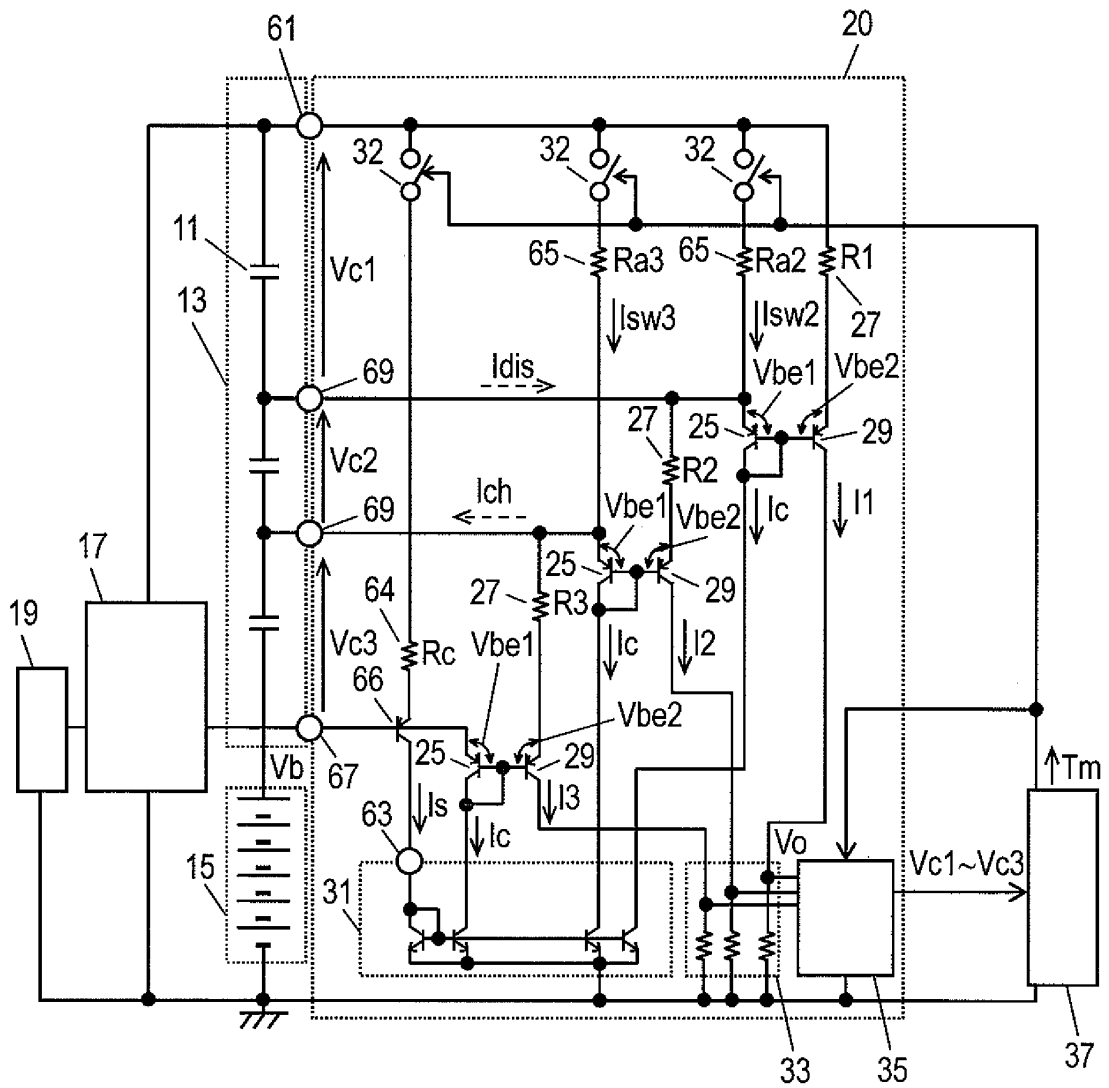 61
20
32
32
32
11
Vc1
65
Ra3
65
Ra2
R1
27
13
Isw3
Isw2
69
Idis
Vbe1
Vbe2
27
25
29
Vc2
R2
Ich
Vbe1
Vbe2
Ic
I1
69
17
64
25
29
27
R3
19
Vc3
Rc
Vbe1
Ic
I2
66
Vbe2
Vb
67
25
29
Tm
Is
I3
63
Ic
Vo
15
31
Vc1~Vc3
33
35
37